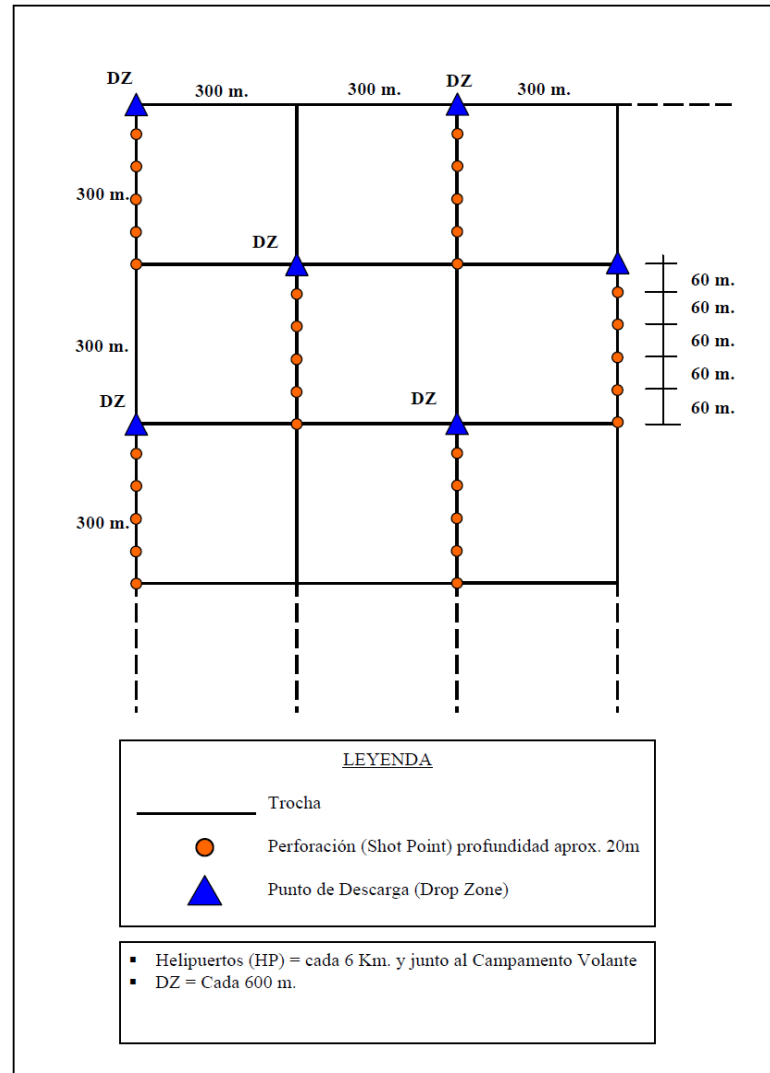 DZ
DZ
300 m.
300 m.
300 m.
300 m.
DZ
60 m.
60 m.
300 m.
60 m.
60 m.
DZ
DZ
60 m.
300 m.
LEYENDA
Trocha
Perforación (Shot Point) profundidad aprox. 20m
Punto de Descarga (Drop Zone)
▪ Helipuertos (HP) = cada 6 Km. y junto al Campamento Volante
▪ DZ = Cada 600 m.